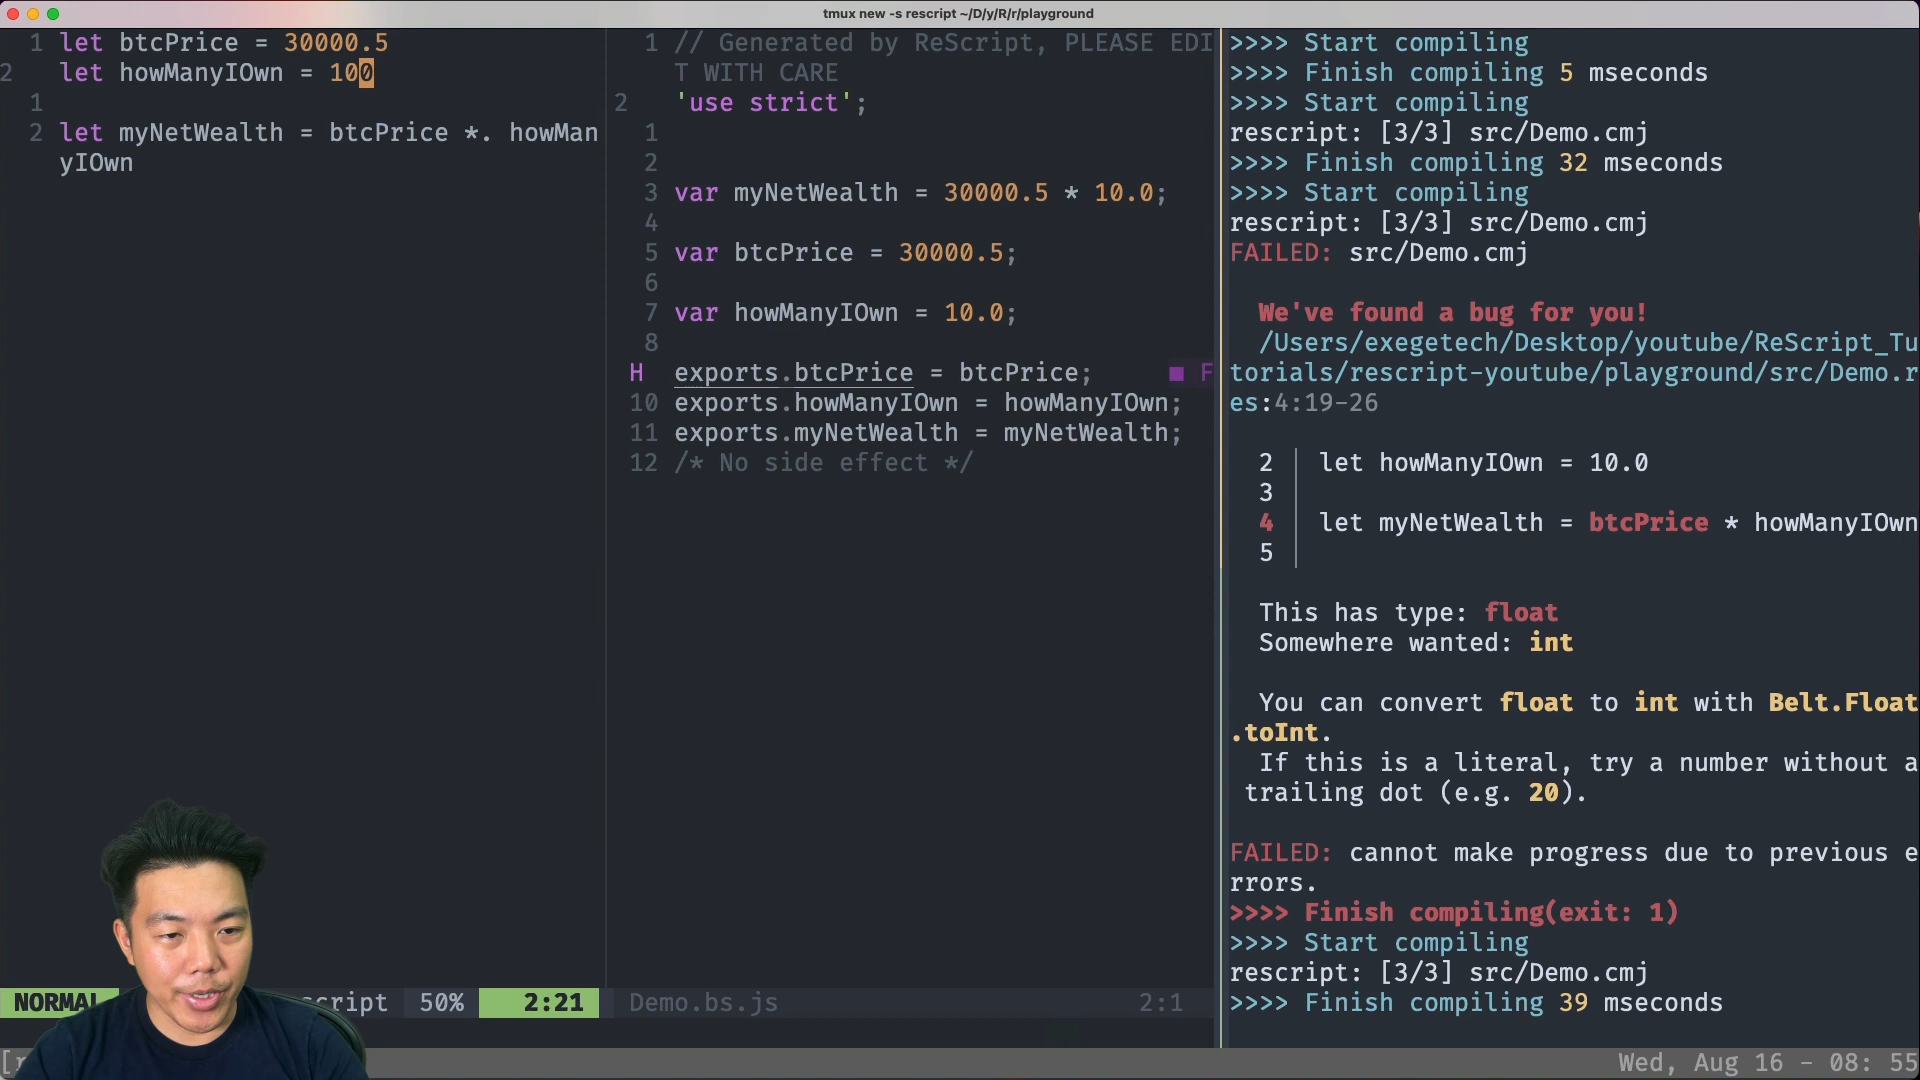 tmux new -s rescript ~/D/y/R/r/playground
1 let btcPrice = 30000.5
2 let howManyIOwn = 100
1
2 let myNetWealth = btcPrice *. howMan
yIOwn
NORMAL
script 50% 2:21
1 // Generated by ReScript, PLEASE EDI
T WITH CARE
2 'use strict';
1
2
3 var myNetWealth = 30000.5 * 10.0;
4
5 var btcPrice = 30000.5;
6
7 var howManyIOwn = 10.0;
8
H exports.btcPrice = btcPrice; ■ F
10 exports.howManyIOwn = howManyIOwn;
11 exports.myNetWealth = myNetWealth;
12 /* No side effect */
Demo.bs.js 2:1
>>>> Start compiling
>>>> Finish compiling 5 mseconds
>>>> Start compiling
rescript: [3/3] src/Demo.cmj
>>>> Finish compiling 32 mseconds
>>>> Start compiling
rescript: [3/3] src/Demo.cmj
FAILED: src/Demo.cmj
We've found a bug for you!
/Users/exegetech/Desktop/youtube/ReScript_Tu
torials/rescript-youtube/playground/src/Demo.r
es:4:19-26
2 │ let howManyIOwn = 10.0
3 │
4 │ let myNetWealth = btcPrice * howManyIOwn
5 │
This has type: float
Somewhere wanted: int
You can convert float to int with Belt.Float
.toInt.
If this is a literal, try a number without a
trailing dot (e.g. 20).
FAILED: cannot make progress due to previous e
rrors.
>>>> Finish compiling(exit: 1)
>>>> Start compiling
rescript: [3/3] src/Demo.cmj
>>>> Finish compiling 39 mseconds
Wed, Aug 16 - 08: 55